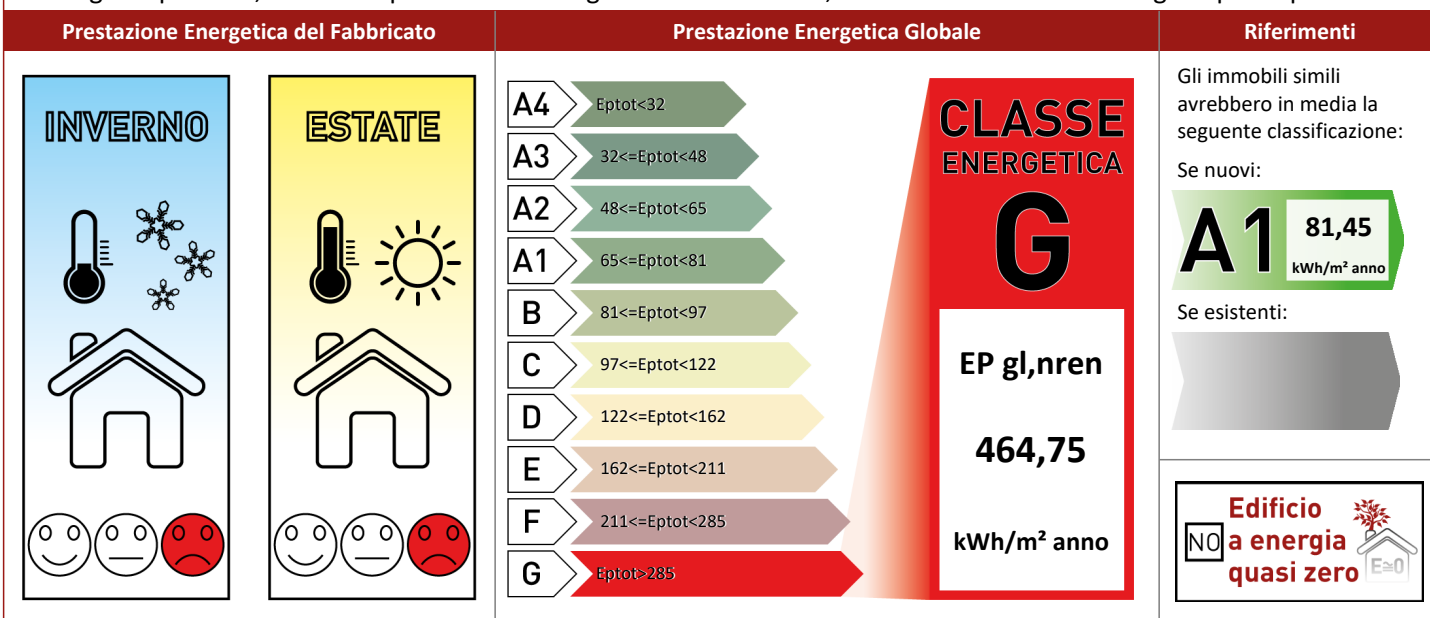 Prestazione Energetica del Fabbricato
Prestazione Energetica Globale
Riferimenti
INVERNO
ESTATE
A4 Eptot<32
A3 32<=Eptot<48
A2 48<=Eptot<65
A1 65<=Eptot<81
B 81<=Eptot<97
C 97<=Eptot<122
D 122<=Eptot<162
E 162<=Eptot<211
F 211<=Eptot<285
G Eptot>285
CLASSE
ENERGETICA
G
EP gl,nren
464,75
kWh/m² anno
Gli immobili simili
avrebbero in media la
seguente classificazione:
Se nuovi:
A1 81,45
kWh/m² anno
Se esistenti:
Edificio
NO a energia
quasi zero
E≅0